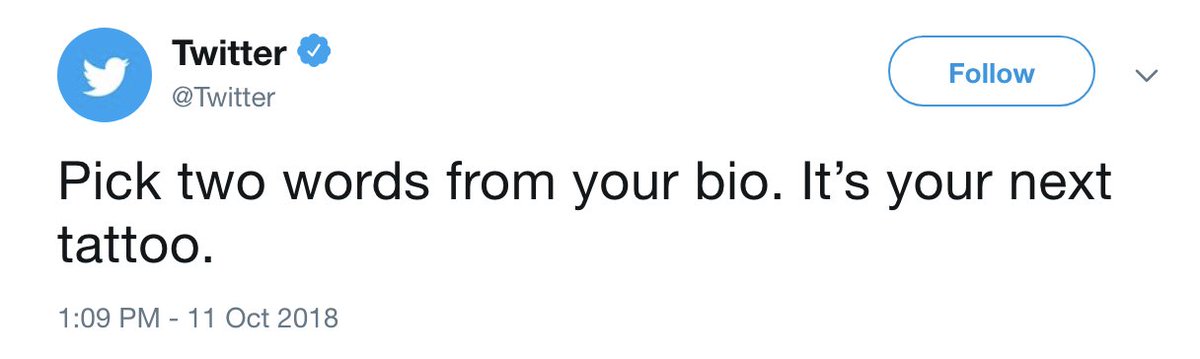 Twitter
@Twitter
Follow
Pick two words from your bio. It’s your next
tattoo.
1:09 PM - 11 Oct 2018